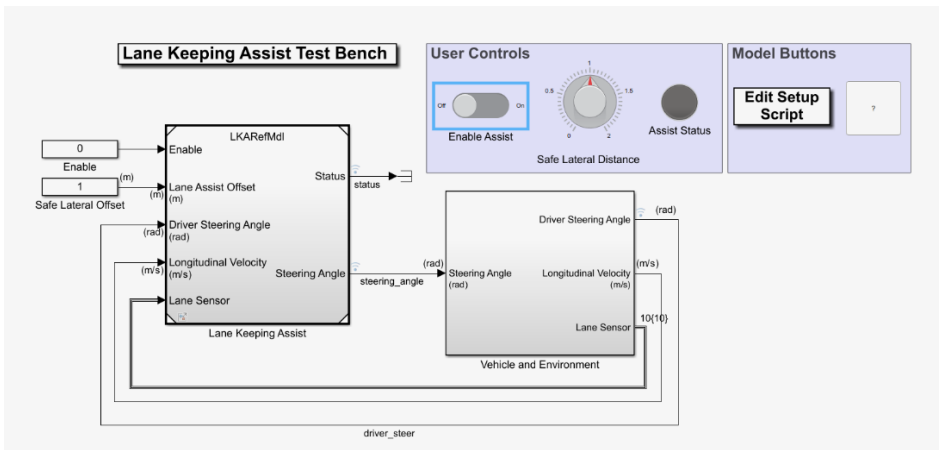 Lane Keeping Assist Test Bench
User Controls
Off
On
Enable Assist
0
0.5
1
1.5
2
Safe Lateral Distance
Assist Status
Model Buttons
Edit Setup
Script
?
0
Enable
1
(m)
Safe Lateral Offset
LKARefMdl
Enable
(m)
Lane Assist Offset
(m)
(rad)
Driver Steering Angle
(rad)
(m/s)
Longitudinal Velocity
(m/s)
Lane Sensor
Status
status
Steering Angle
steering_angle
Lane Keeping Assist
(rad)
Steering Angle
(rad)
Driver Steering Angle
(rad)
Longitudinal Velocity
(m/s)
(m/s)
Lane Sensor
10{10}
Vehicle and Environment
driver_steer